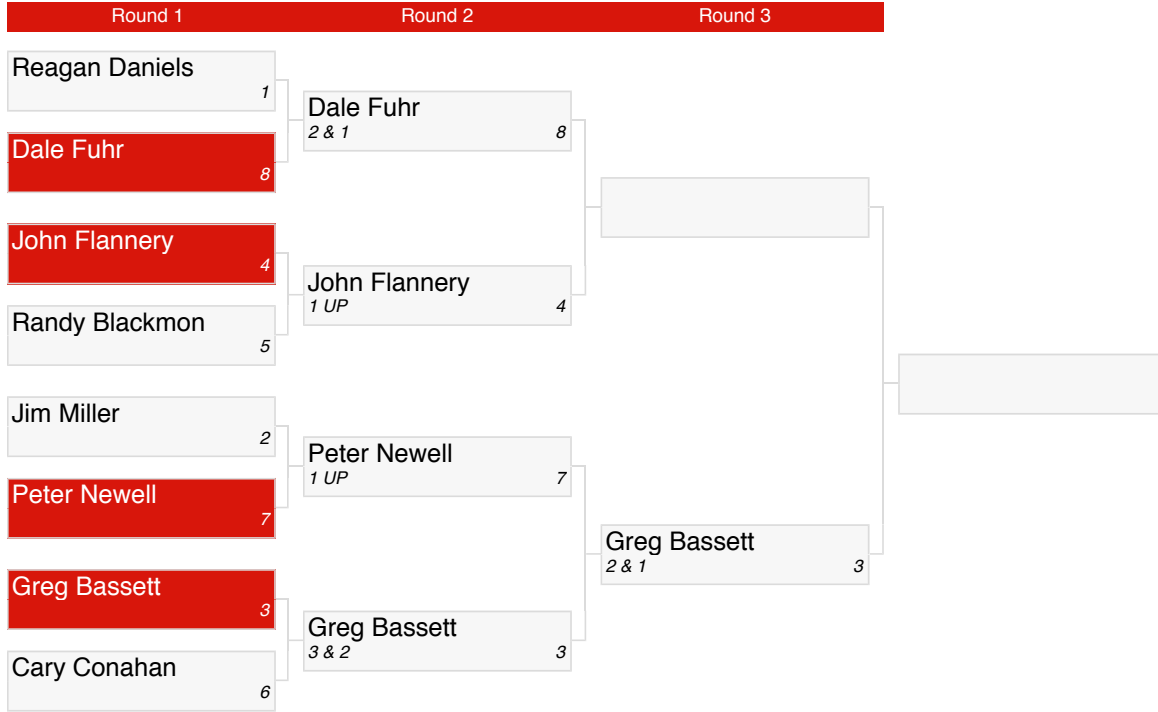 Round 1
Round 2
Round 3
Reagan Daniels
1
Dale Fuhr
8
John Flannery
4
Randy Blackmon
5
Jim Miller
2
Peter Newell
7
Greg Bassett
3
Cary Conahan
6
Dale Fuhr
2 & 1 8
John Flannery
1 UP 4
Peter Newell
1 UP 7
Greg Bassett
3 & 2 3
Greg Bassett
2 & 1 3